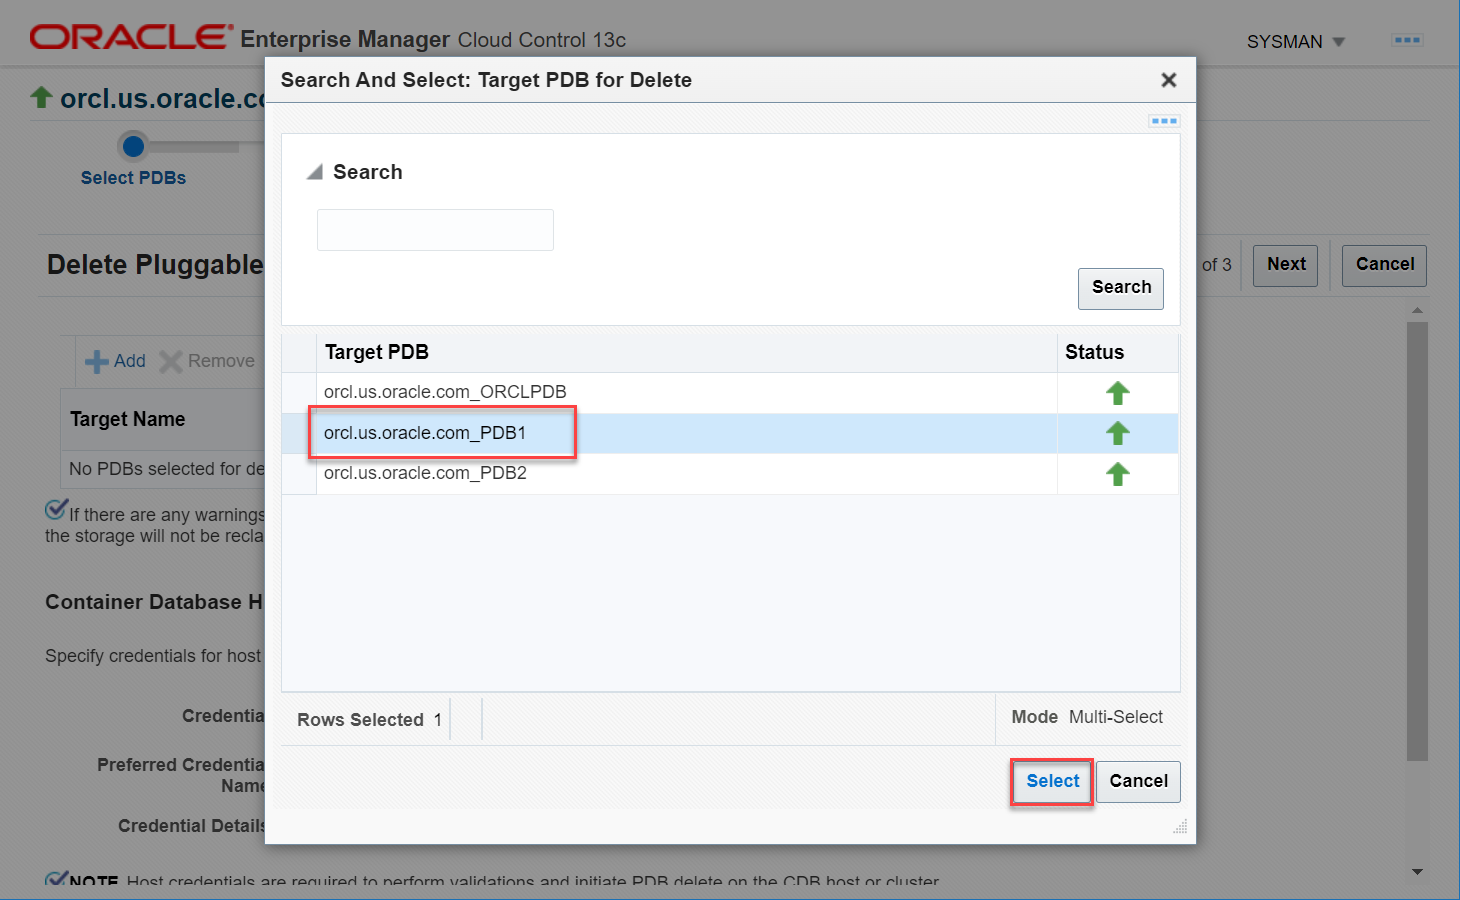 ORACLE Enterprise Manager Cloud Control 13c
SYSMAN
orcl.us.oracle.c
Search And Select: Target PDB for Delete
Select PDBs
Search
Delete Pluggable
of 3
Next
Cancel
Search
Add
Remove
Target PDB
Status
orcl.us.oracle.com_ORCLPDB
Target Name
orcl.us.oracle.com_PDB1
No PDBs selected for de
orcl.us.oracle.com_PDB2
If there are any warnings
the storage will not be recla
Container Database H
Specify credentials for host
Credentia
Rows Selected 1
Mode Multi-Select
Preferred Credentia
Name
Select
Cancel
Credential Details
NOTE Host credentials are required to perform validations and initiate PDB delete on the CDB host or cluster